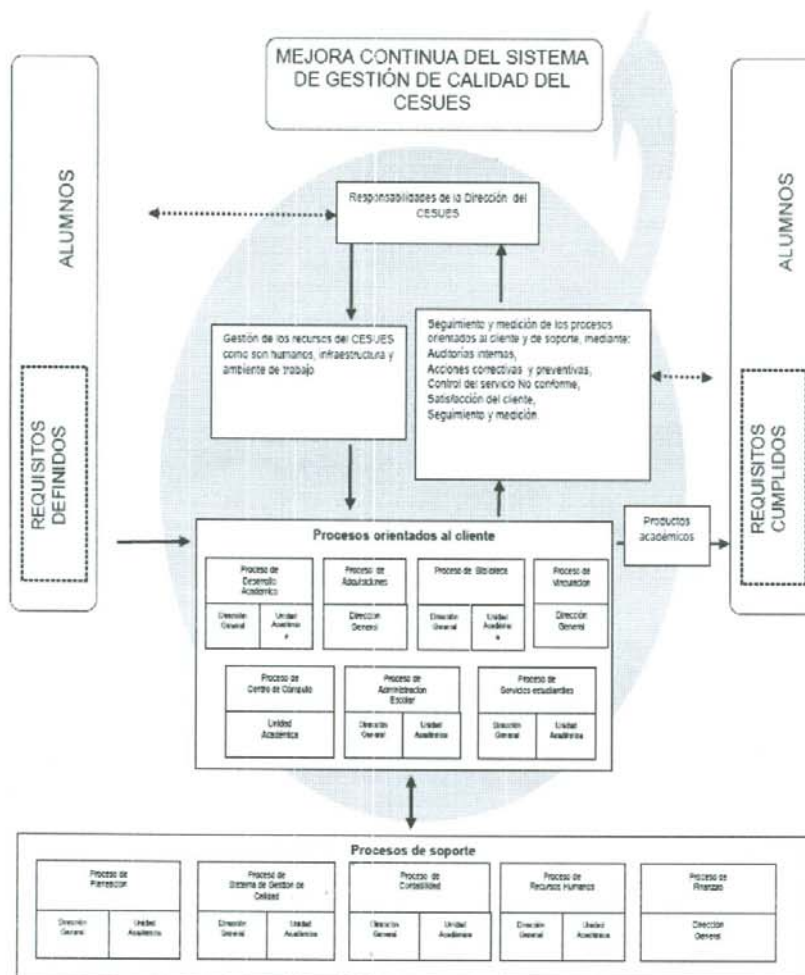 MEJORA CONTINUA DEL SISTEMA
DE GESTIÓN DE CALIDAD DEL
CESUES
ALUMNOS
REQUISITOS
DEFINIDOS
ALUMNOS
REQUISITOS
CUMPLIDOS
Responsabilidades de la Dirección del
CESUES
Gestión de los recursos del CESUES
como son humanos, infraestructura y
ambiente de trabajo
Seguimiento y medición de los procesos
orientados al cliente y de soporte, mediante:
Auditorías internas,
Acciones correctivas y preventivas,
Control del servicio No conforme,
Satisfacción del cliente,
Seguimiento y medición.
Productos
académicos
Procesos orientados al cliente
Proceso de
Desarrollo
Académico
Dirección
General
Unidad
Académic
a
Proceso de
Adquisiciones
Dirección
General
Proceso de Biblioteca
Dirección
General
Unidad
Académic
a
Proceso de
Vinculación
Dirección
General
Proceso de
Centro de Cómputo
Unidad
Académica
Proceso de
Administración
Escolar
Dirección
General
Unidad
Académica
Proceso de
Servicios estudiantiles
Dirección
General
Unidad
Académica
Procesos de soporte
Proceso de
Planeación
Dirección
General
Unidad
Académica
Proceso de
Sistema de Gestión de
Calidad
Dirección
General
Unidad
Académica
Proceso de
Contabilidad
Dirección
General
Unidad
Académica
Proceso de
Recursos Humanos
Dirección
General
Unidad
Académica
Proceso de
Finanzas
Dirección
General